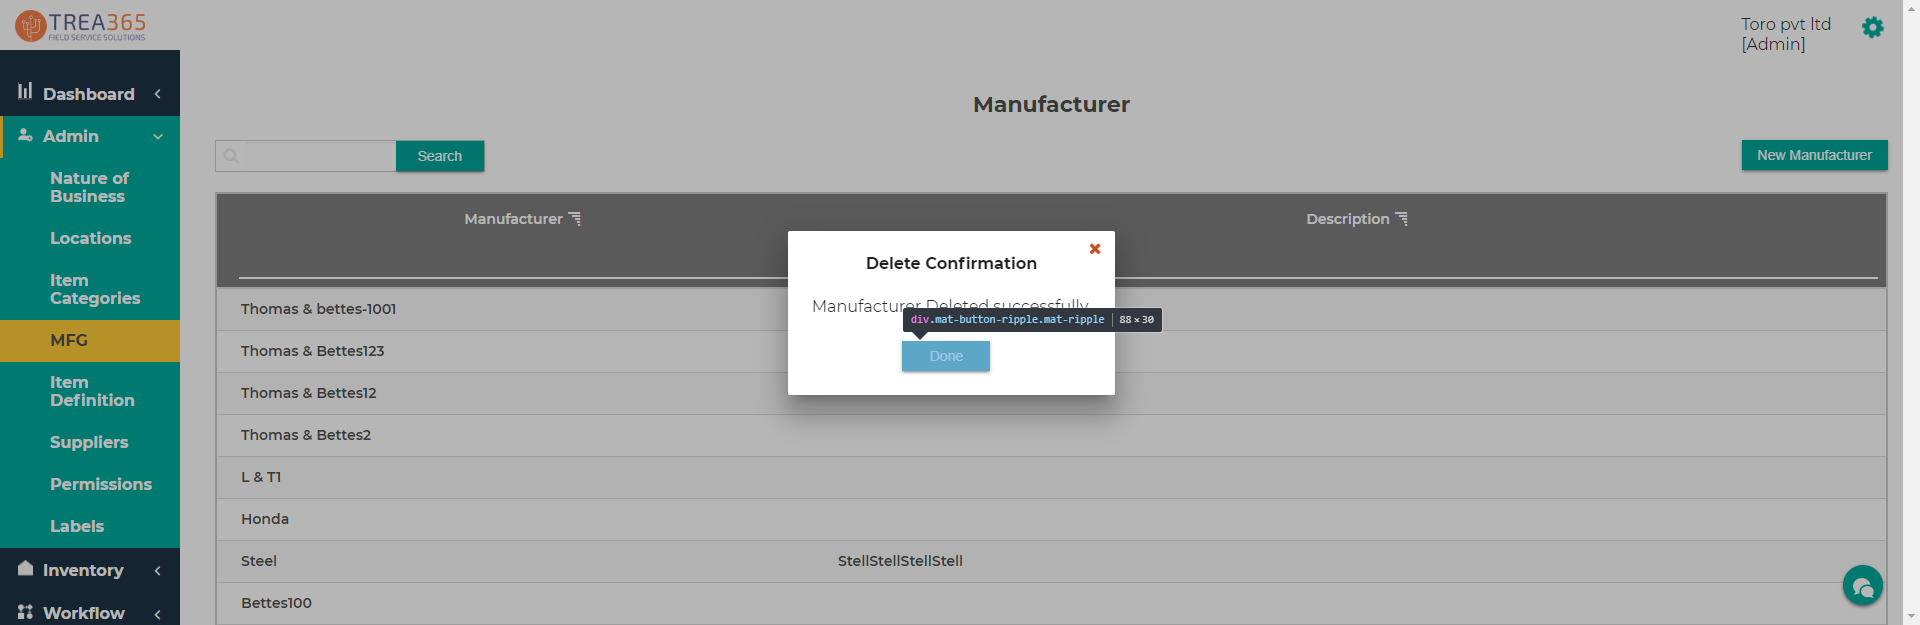 TREA365
FIELD SERVICE SOLUTIONS
Toro pvt ltd
[Admin]
Dashboard
Admin
Nature of
Business
Locations
Item
Categories
MFG
Item
Definition
Suppliers
Permissions
Labels
Inventory
Workflow
Manufacturer
Search
New Manufacturer
Manufacturer
Description
Thomas & bettes-1001
Thomas & Bettes123
Thomas & Bettes12
Thomas & Bettes2
L & T1
Honda
Steel
StellStellStellStell
Bettes100
Delete Confirmation
Manufacturer Deleted successfully
div.mat-button-ripple.mat-ripple | 88 × 30
Done